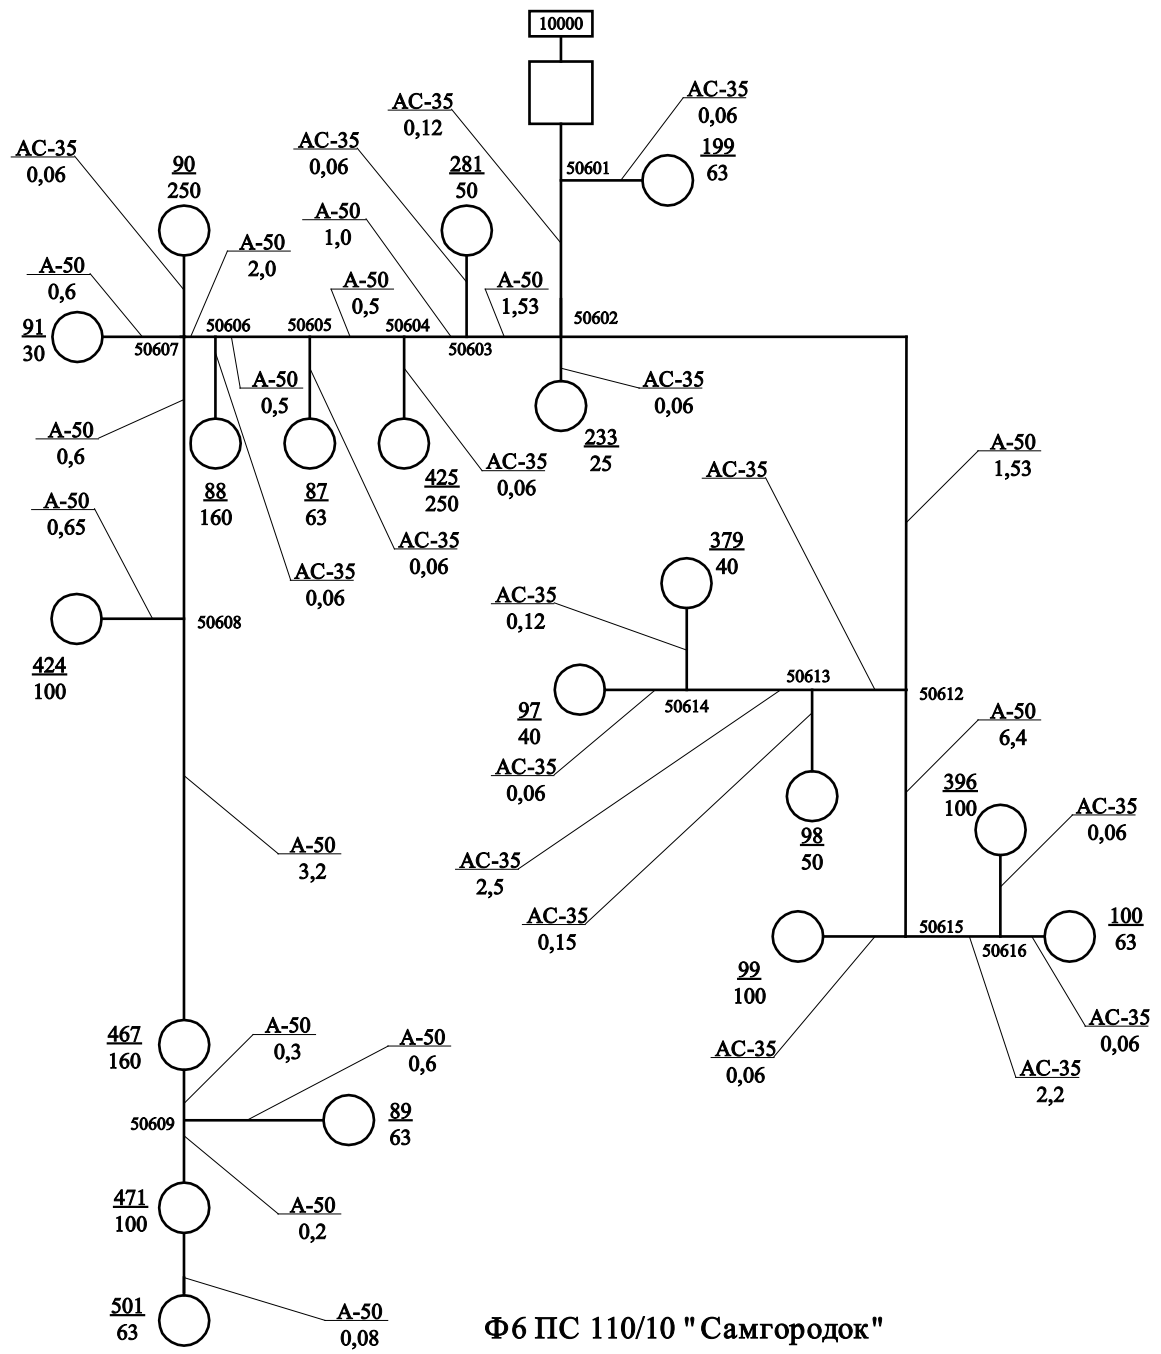 10000
АС-35
0,12
АС-35
0,06
50601
199
63
АС-35
0,06
90
250
АС-35
0,06
281
50
А-50
1,0
А-50
2,0
А-50
0,6
А-50
0,5
А-50
1,53
91
30
50607
50606
50605
50604
50603
50602
А-50
0,5
АС-35
0,06
А-50
0,6
233
25
88
160
87
63
425
250
АС-35
0,06
А-50
1,53
АС-35
А-50
0,65
АС-35
0,06
АС-35
0,06
379
40
АС-35
0,12
50608
424
100
50613
50612
50614
97
40
А-50
6,4
АС-35
0,06
396
100
АС-35
0,06
98
50
А-50
3,2
АС-35
2,5
АС-35
0,15
50615
50616
100
63
99
100
467
160
А-50
0,3
А-50
0,6
АС-35
0,06
АС-35
0,06
АС-35
2,2
50609
89
63
471
100
А-50
0,2
501
63
А-50
0,08
Ф6 ПС 110/10 "Самгородок"